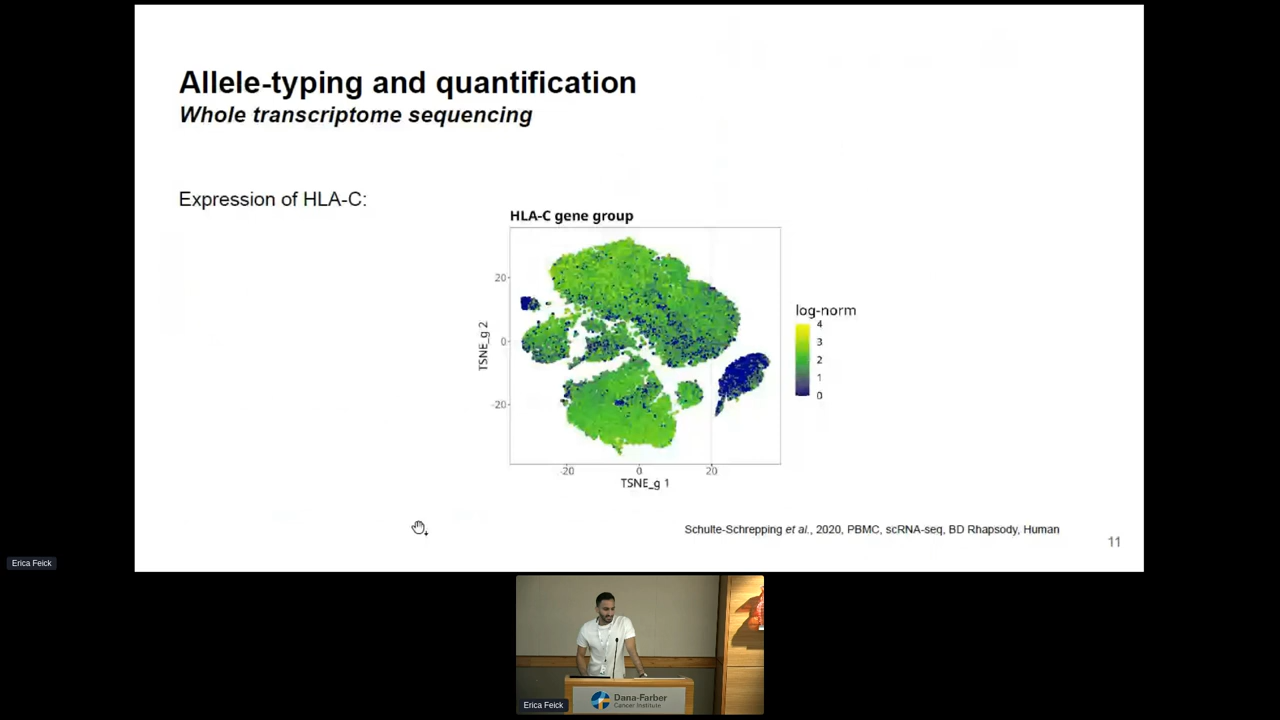 Allele-typing and quantification
Whole transcriptome sequencing
Expression of HLA-C:
HLA-C gene group
TSNE_g 2
20
0
-20
-20
0
20
TSNE_g 1
log-norm
4
3
2
1
0
Schulte-Schrepping et al., 2020, PBMC, scRNA-seq, BD Rhapsody, Human
11
Erica Feick
Dana-Farber
Cancer Institute
Erica Feick